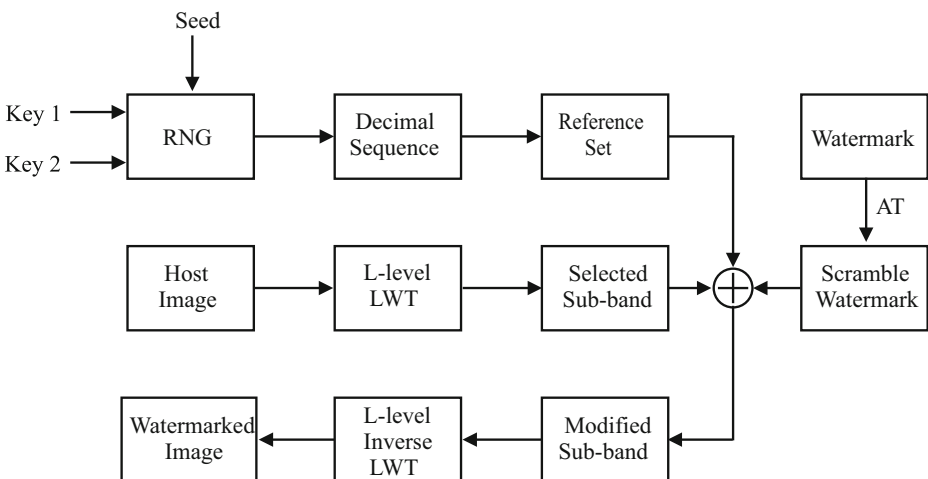 Seed
Key 1
Key 2
RNG
Decimal
Sequence
Reference
Set
Watermark
AT
Host
Image
L-level
LWT
Selected
Sub-band
Scramble
Watermark
Watermarked
Image
L-level
Inverse
LWT
Modified
Sub-band